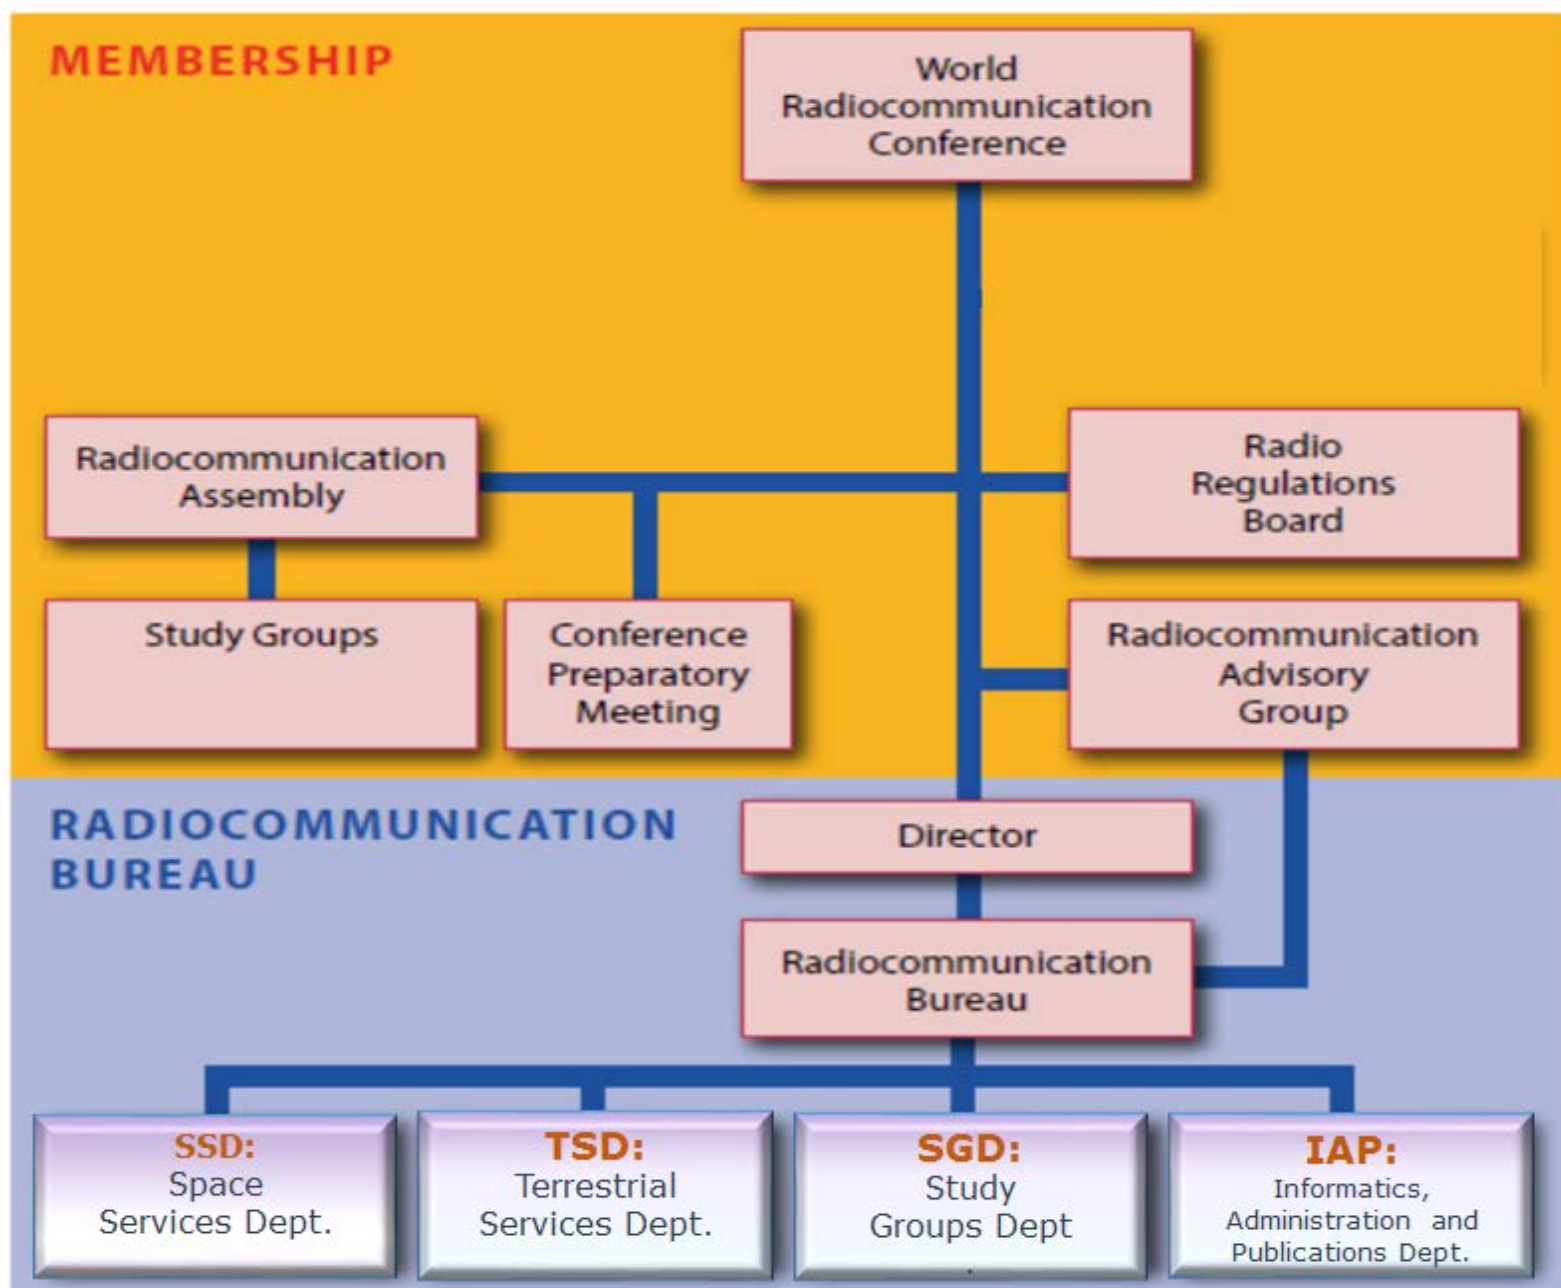 MEMBERSHIP
World
Radiocommunication
Conference
Radiocommunication
Assembly
Radio
Regulations
Board
Study Groups
Conference
Preparatory
Meeting
Radiocommunication
Advisory
Group
RADIOCOMMUNICATION
BUREAU
Director
Radiocommunication
Bureau
SSD:
Space
Services Dept.
TSD:
Terrestrial
Services Dept.
SGD:
Study
Groups Dept
.
IAP:
Informatics,
Administration and
Publications Dept.